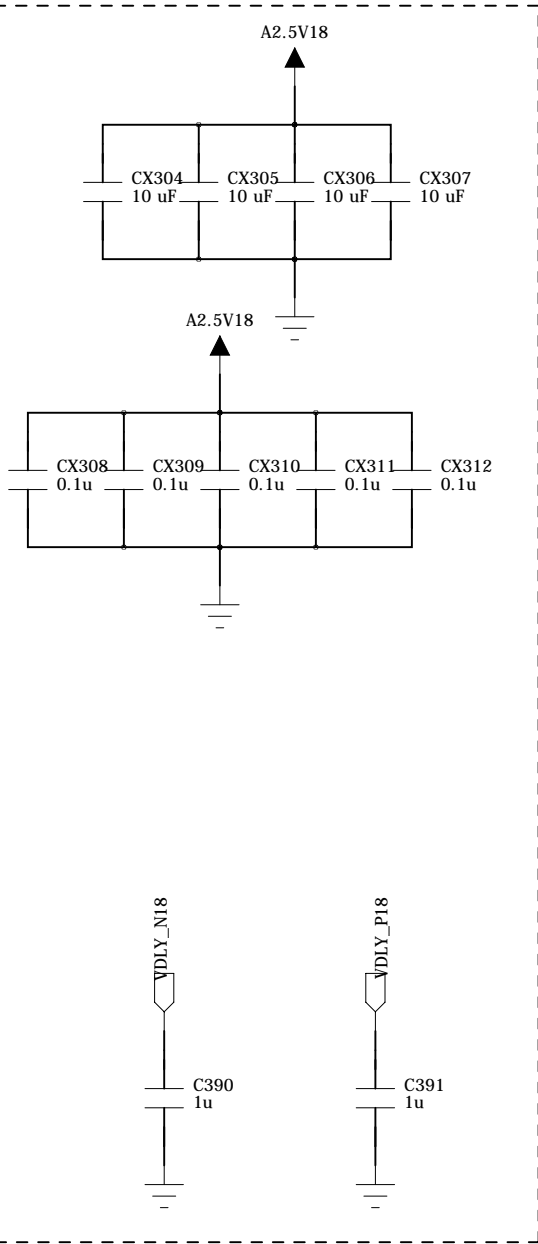 A2.5V18
CX304 CX305 CX306 CX307
10 uF 10 uF 10 uF 10 uF
A2.5V18
CX308 CX309 CX310 CX311 CX312
0.1u 0.1u 0.1u 0.1u 0.1u
VDLY_N18
VDLY_P18
C390 C391
1u 1u